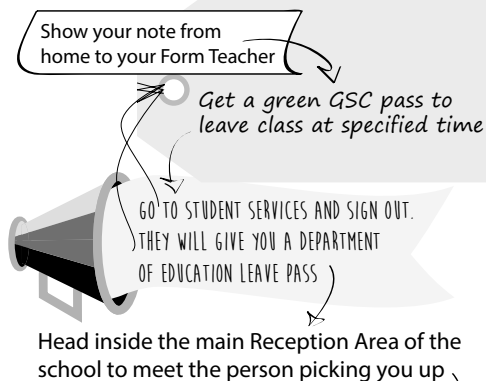 Show your note from
home to your Form Teacher
Get a green GSC pass to
leave class at specified time
GO TO STUDENT SERVICES AND SIGN OUT.
THEY WILL GIVE YOU A DEPARTMENT
OF EDUCATION LEAVE PASS
Head inside the main Reception Area of the
school to meet the person picking you up